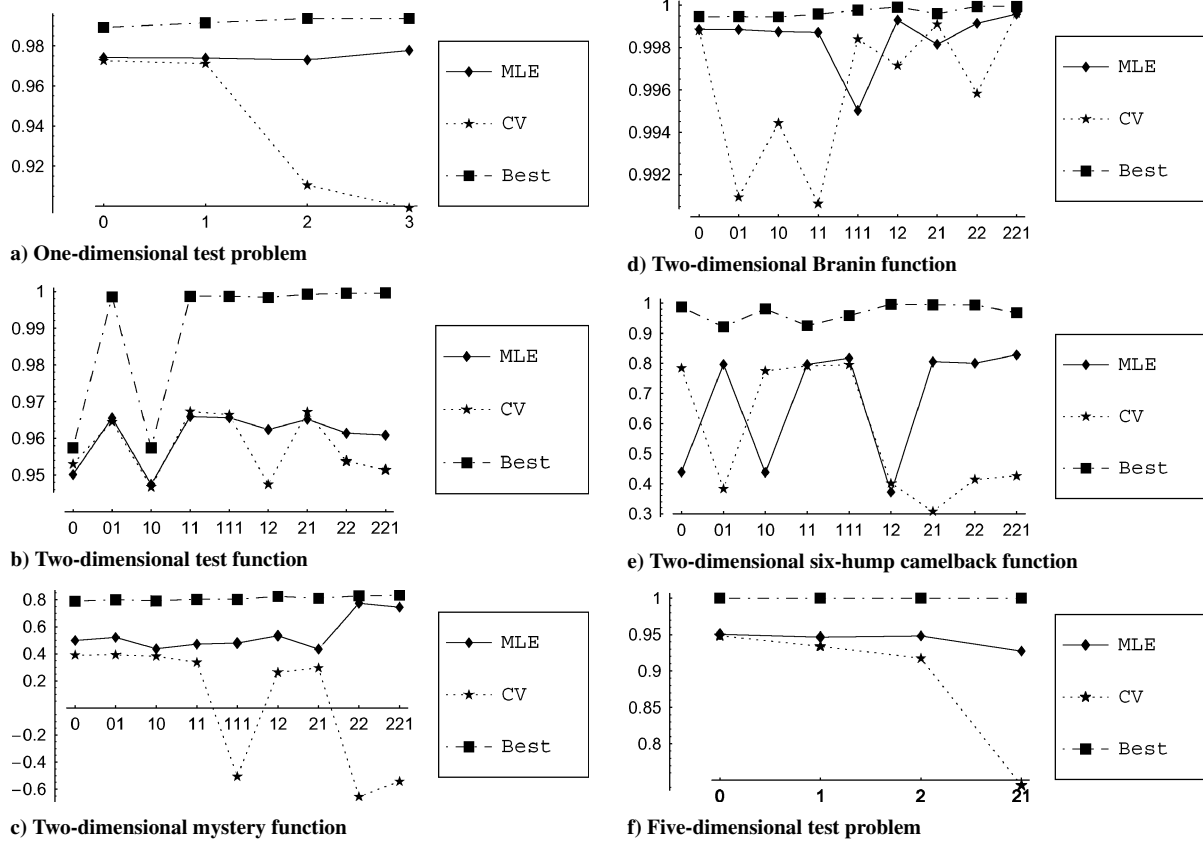 0.98
0.96
0.94
0.92
0 1 2 3
MLE
CV
Best
a) One-dimensional test problem
1
0.99
0.98
0.97
0.96
0.95
0 01 10 11 111 12 21 22 221
MLE
CV
Best
b) Two-dimensional test function
0.8
0.6
0.4
0.2
0 01 10 11 111 12 21 22 221
−0.2
−0.4
−0.6
MLE
CV
Best
c) Two-dimensional mystery function
1
0.998
0.996
0.994
0.992
0 01 10 11 111 12 21 22 221
MLE
CV
Best
d) Two-dimensional Branin function
1
0.9
0.8
0.7
0.6
0.5
0.4
0.3
0 01 10 11 111 12 21 22 221
MLE
CV
Best
e) Two-dimensional six-hump camelback function
1
0.95
0.9
0.85
0.8
0 1 2 21
MLE
CV
Best
f) Five-dimensional test problem